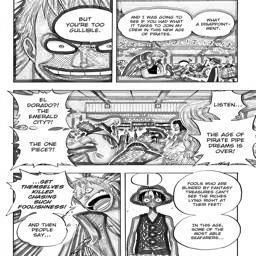 WHAT
A
DISAPPOINT-
MENT.
AND I WAS
GOING TO SEE
IF YOU HAD WHAT
IT TAKES TO JOIN MY
CREW IN THIS NEW
AGE OF
PIRATES.
BUT
YOU'RE TOO
GULLIBLE.
LISTEN...
THE AGE OF
PIRATE PIPE
DREAMS IS
OVER!
EL
DORADO?!
THE
EMERALD
CITY?!
THE ONE
PIECE?!
FOOLS WHO
ARE BLINDED BY
FANTASY TREASURES
CAN'T SEE THE RICHES
LYING RIGHT AT
THEIR FEET!
IN THIS AGE,
SOME OF THE
MOST ABLE
SEAFARERS...
...GET
THEMSELVES
KILLED
CHASING
SUCH
FOOLISHNESS!
AND THEN
PEOPLE
SAY...